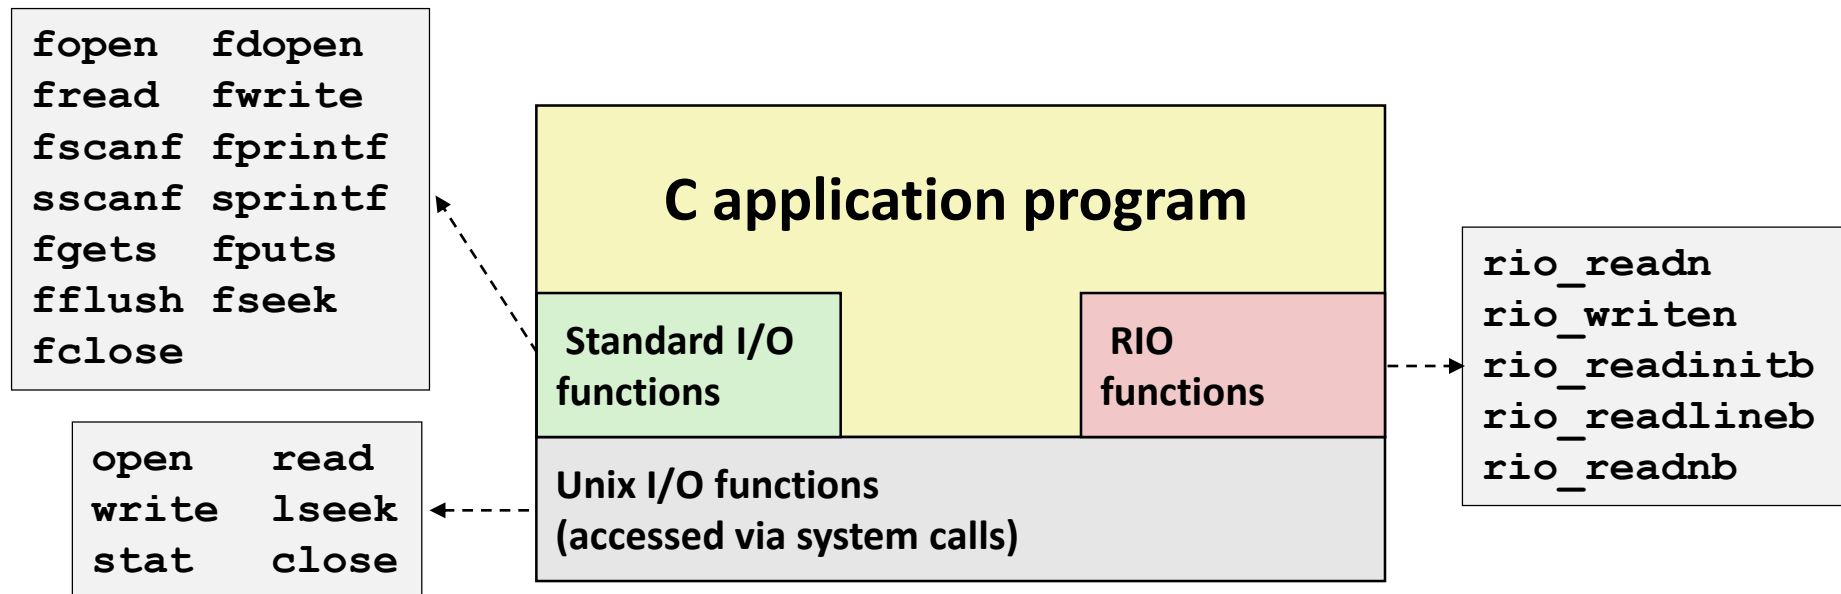 fopen fdopen
fread fwrite
fscanf fprintf
sscanf sprintf
fgets fputs
fflush fseek
fclose
C application program
Standard I/O
functions
RIO
functions
rio_readn
rio_writen
rio_readinitb
rio_readlineb
rio_readnb
open read
write lseek
stat close
Unix I/O functions
(accessed via system calls)